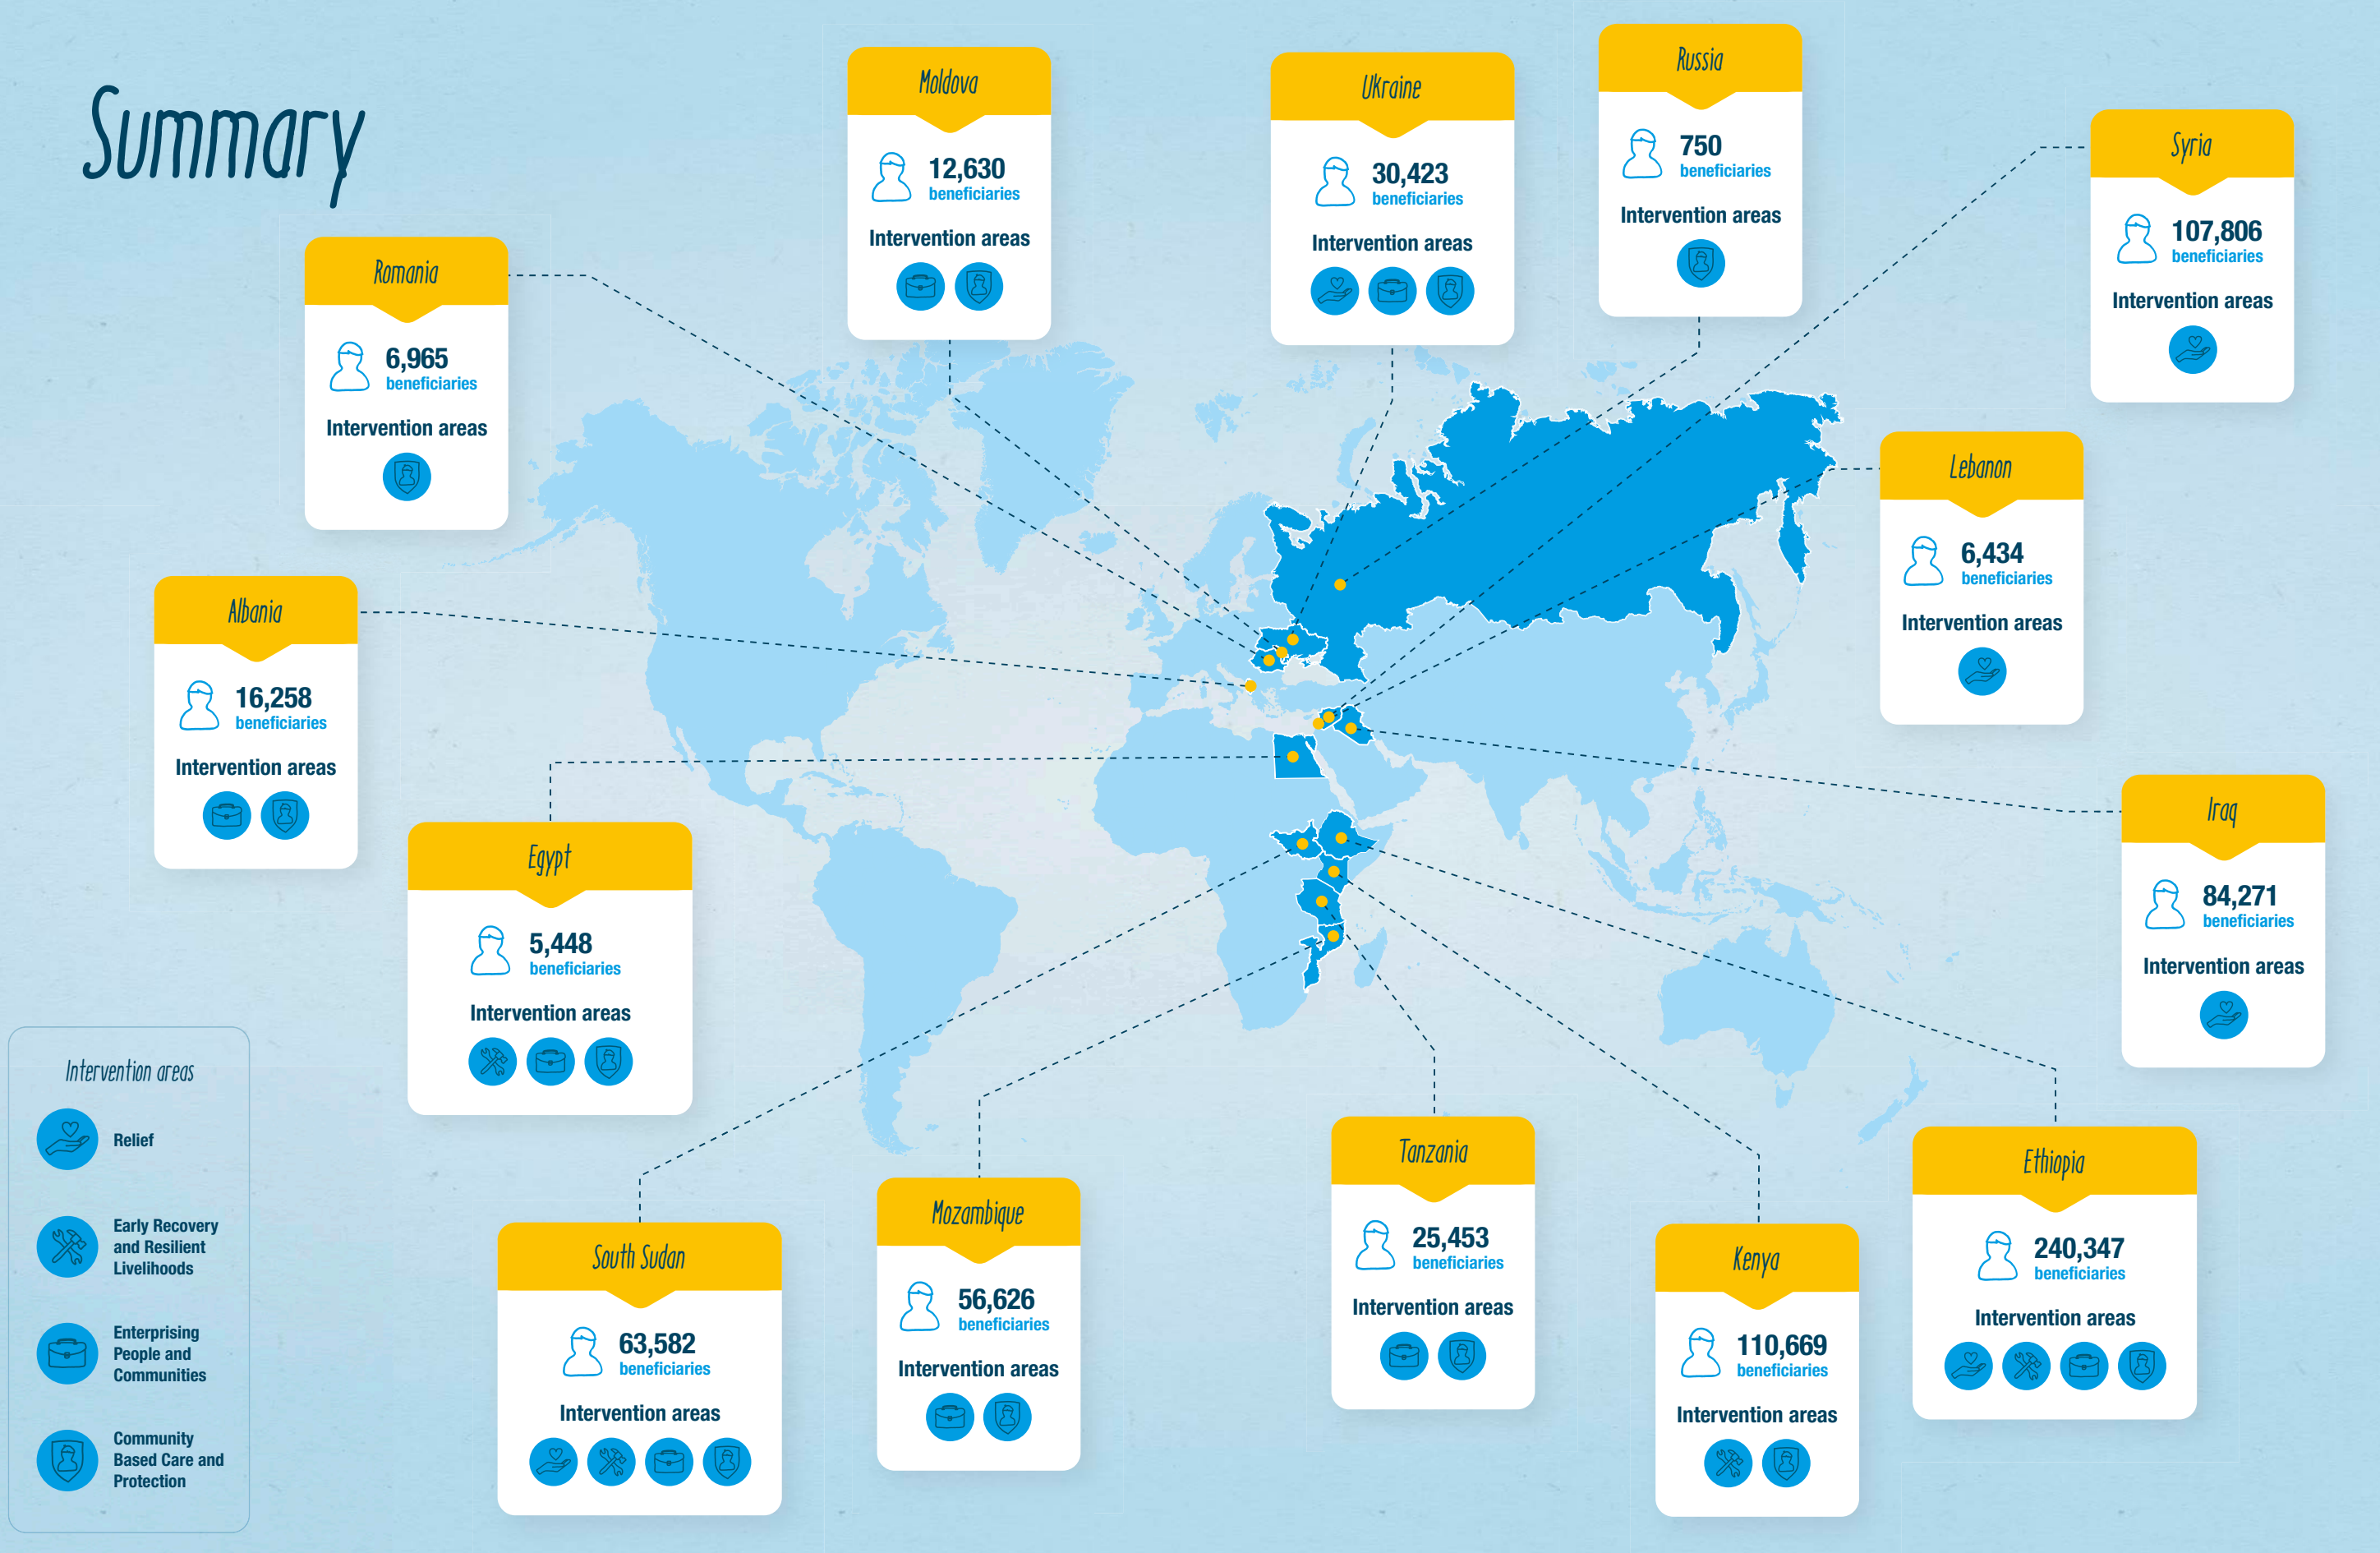 Summary
Moldova
12,630
beneficiaries
Intervention areas
Ukraine
30,423
beneficiaries
Intervention areas
Russia
750
beneficiaries
Intervention areas
Syria
107,806
beneficiaries
Intervention areas
Romania
6,965
beneficiaries
Intervention areas
Lebanon
6,434
beneficiaries
Intervention areas
Albania
16,258
beneficiaries
Intervention areas
Egypt
5,448
beneficiaries
Intervention areas
Iraq
84,271
beneficiaries
Intervention areas
Intervention areas
Relief
Early Recovery
and Resilient
Livelihoods
Enterprising
People and
Communities
Community
Based Care and
Protection
South Sudan
63,582
beneficiaries
Intervention areas
Mozambique
56,626
beneficiaries
Intervention areas
Tanzania
25,453
beneficiaries
Intervention areas
Kenya
110,669
beneficiaries
Intervention areas
Ethiopia
240,347
beneficiaries
Intervention areas